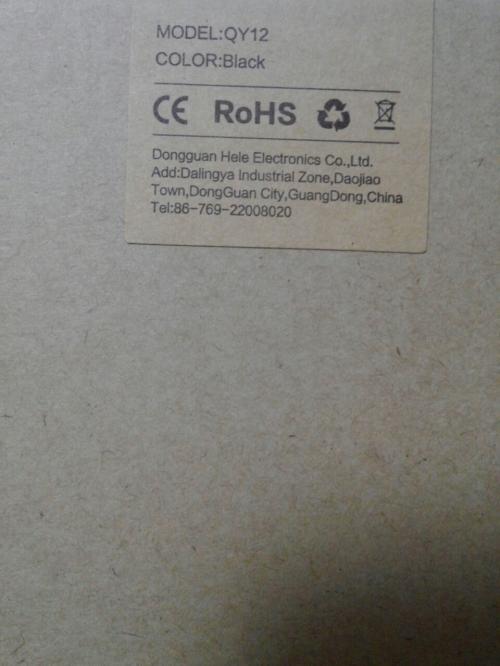 MODEL:QY12
COLOR:Black
CE RoHS
Dongguan Hele Electronics Co.,Ltd.
Add:Dalingya Industrial Zone,Daojiao
Town,DongGuan City,GuangDong,China
Tel:86-769-22008020